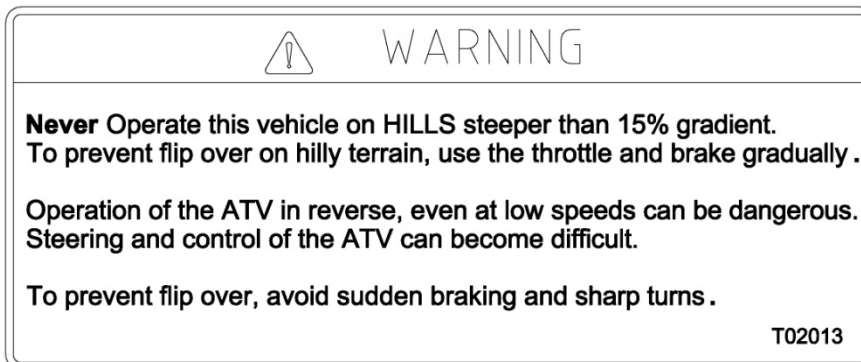 WARNING
Never Operate this vehicle on HILLS steeper than 15% gradient.
To prevent flip over on hilly terrain, use the throttle and brake gradually .
Operation of the ATV in reverse, even at low speeds can be dangerous.
Steering and control of the ATV can become difficult.
To prevent flip over, avoid sudden braking and sharp turns .
T02013